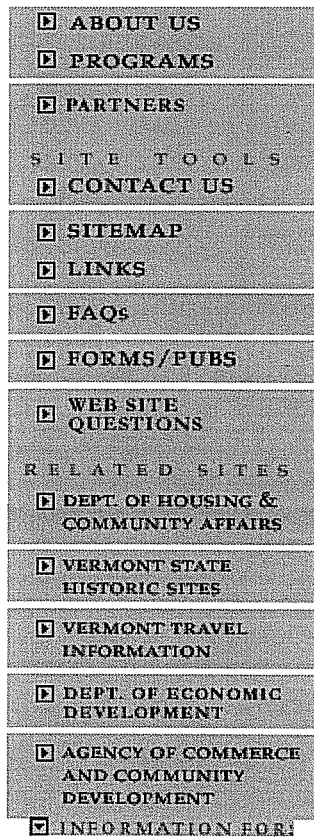 ABOUT US
PROGRAMS
PARTNERS
SITE TOOLS
CONTACT US
SITEMAP
LINKS
FAQs
FORMS/PUBS
WEB SITE
QUESTIONS
RELATED SITES
DEPT. OF HOUSING &
COMMUNITY AFFAIRS
VERMONT STATE
HISTORIC SITES
VERMONT TRAVEL
INFORMATION
DEPT. OF ECONOMIC
DEVELOPMENT
AGENCY OF COMMERCE
AND COMMUNITY
DEVELOPMENT
INFORMATION FOR: